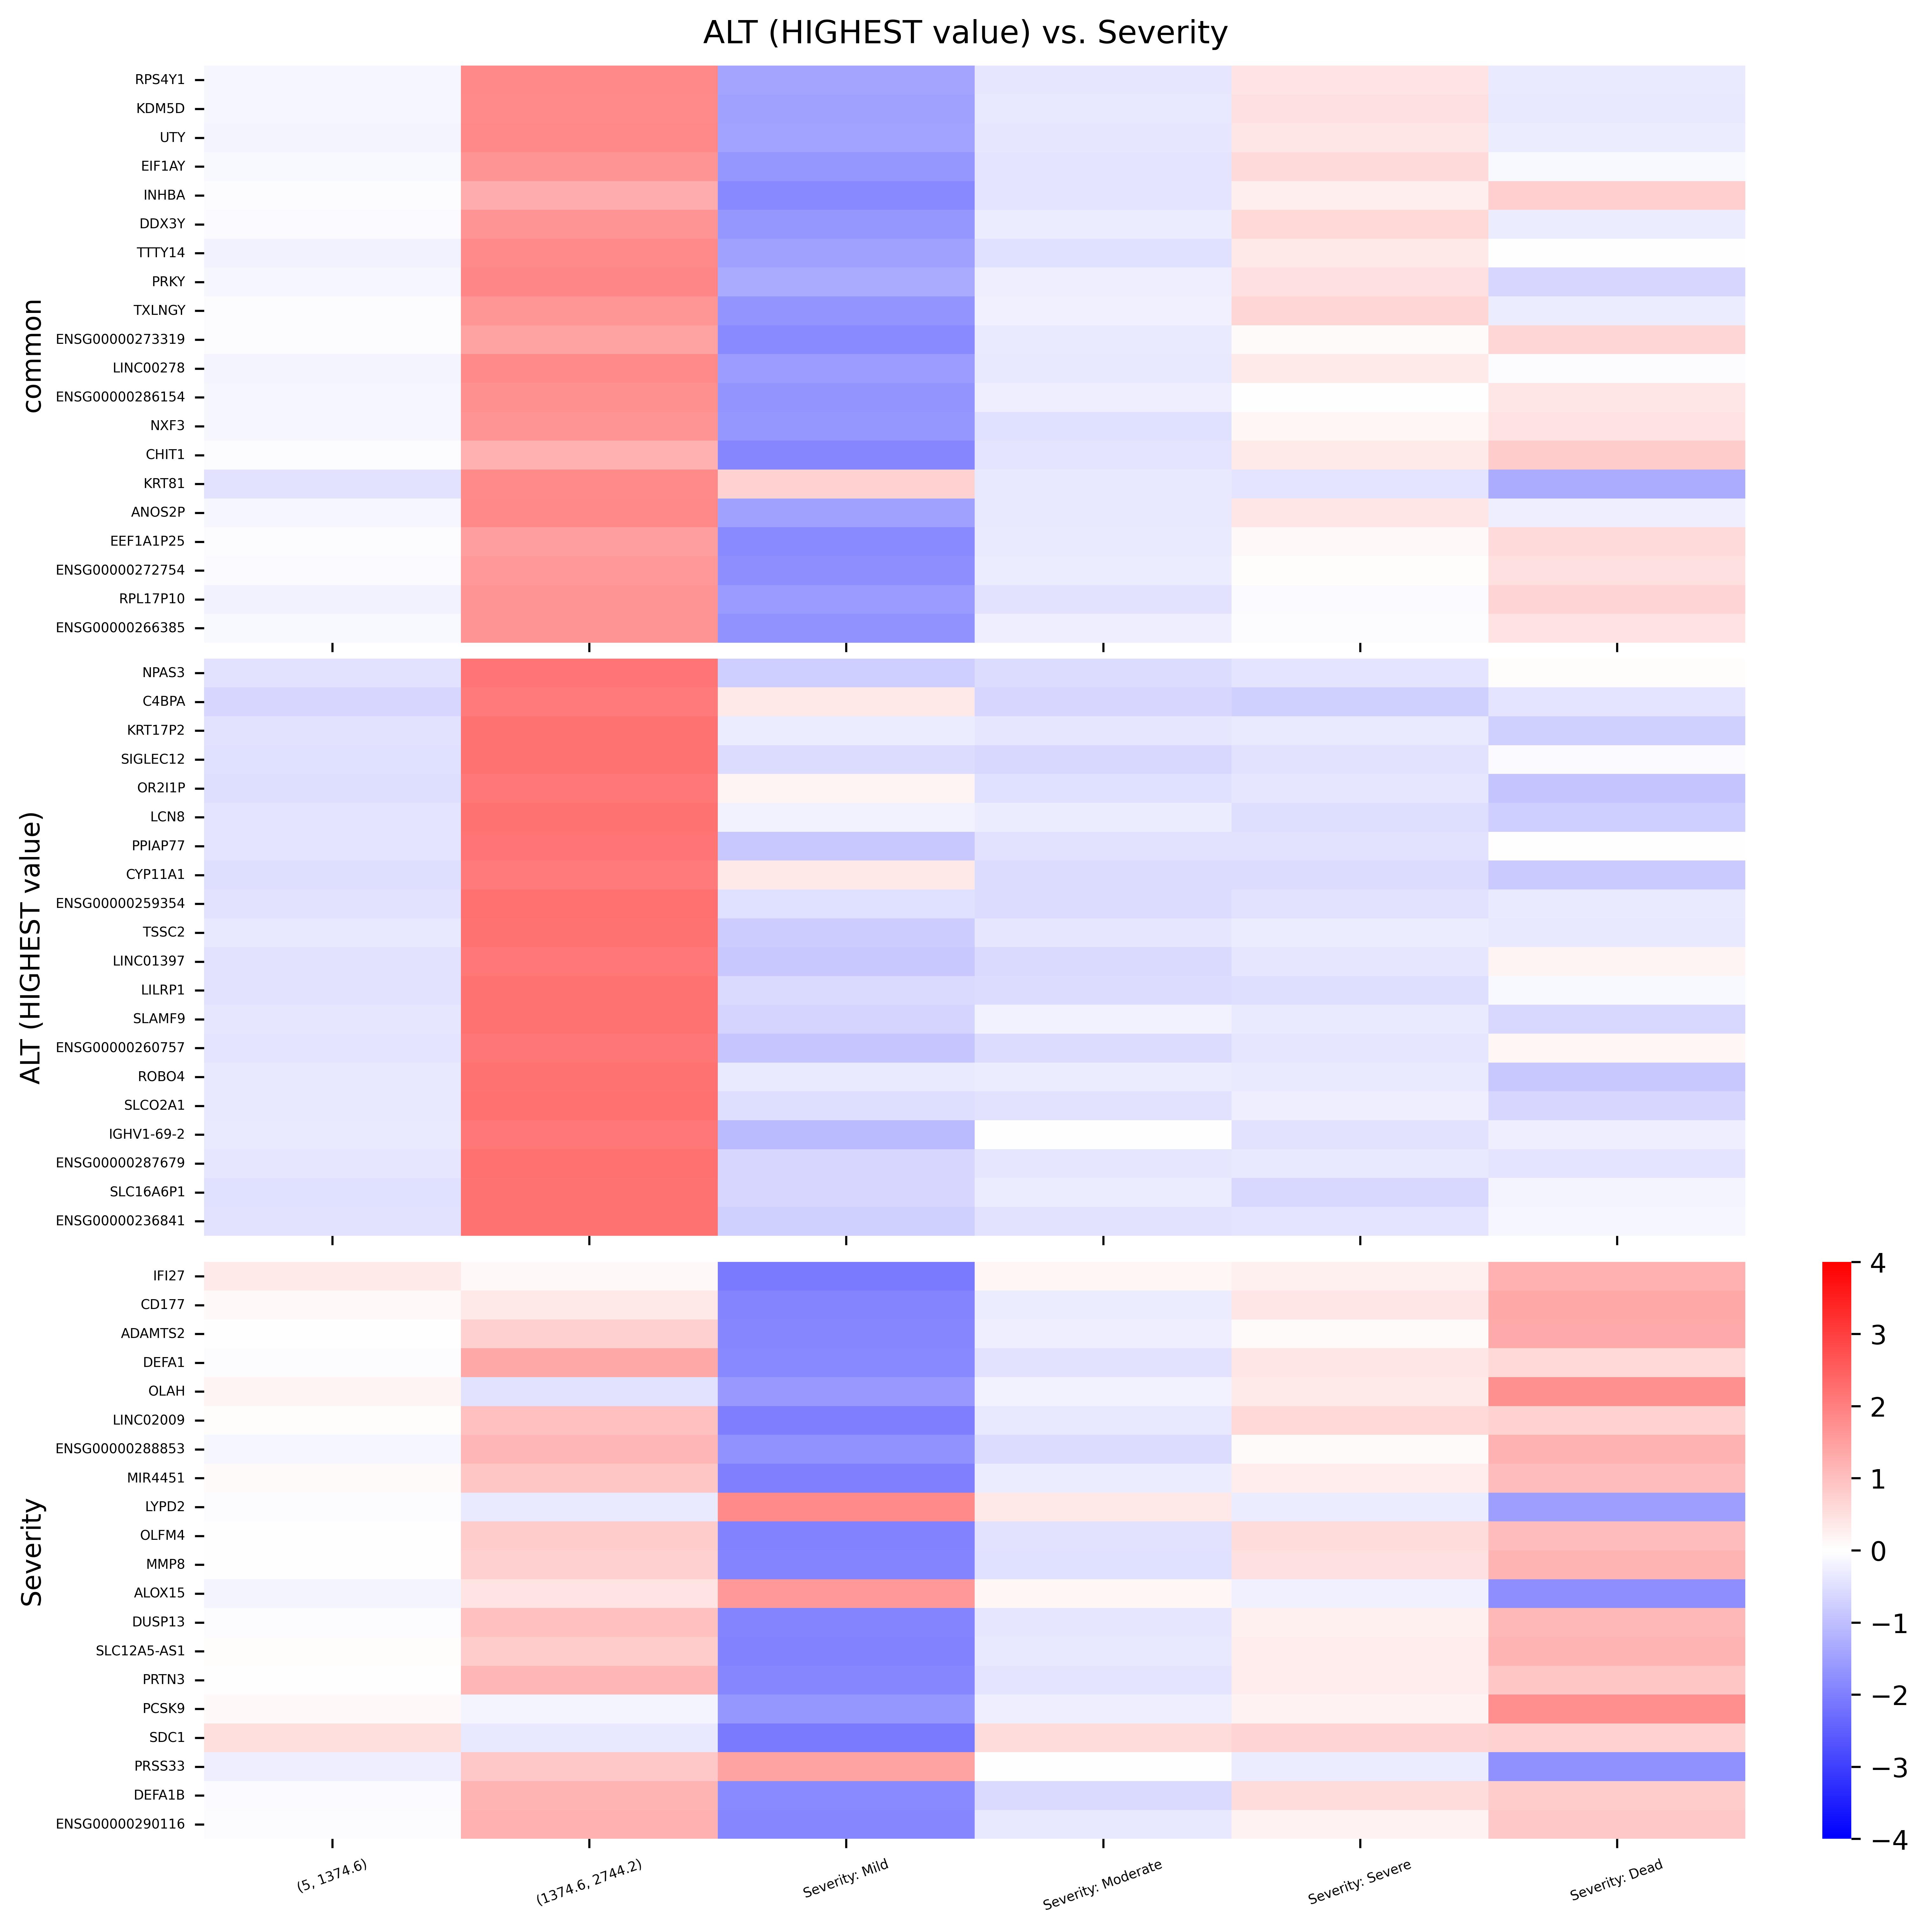 ALT (HIGHEST value) vs. Severity
common
RPS4Y1
KDM5D
UTY
EIF1AY
INHBA
DDX3Y
TTTY14
PRKY
TXLNGY
ENSG00000273319
LINC00278
ENSG00000286154
NXF3
CHIT1
KRT81
ANOS2P
EEF1A1P25
ENSG00000272754
RPL17P10
ENSG00000266385
ALT (HIGHEST value)
NPAS3
C4BPA
KRT17P2
SIGLEC12
OR2I1P
LCN8
PPIAP77
CYP11A1
ENSG00000259354
TSSC2
LINC01397
LILRP1
SLAMF9
ENSG00000260757
ROBO4
SLCO2A1
IGHV1-69-2
ENSG00000287679
SLC16A6P1
ENSG00000236841
Severity
IFI27
CD177
ADAMTS2
DEFA1
OLAH
LINC02009
ENSG00000288853
MIR4451
LYPD2
OLFM4
MMP8
ALOX15
DUSP13
SLC12A5-AS1
PRTN3
PCSK9
SDC1
PRSS33
DEFA1B
ENSG00000290116
(5, 1374.6)
(1374.6, 2744.2)
Severity: Mild
Severity: Moderate
Severity: Severe
Severity: Dead
4
3
2
1
0
−1
−2
−3
−4